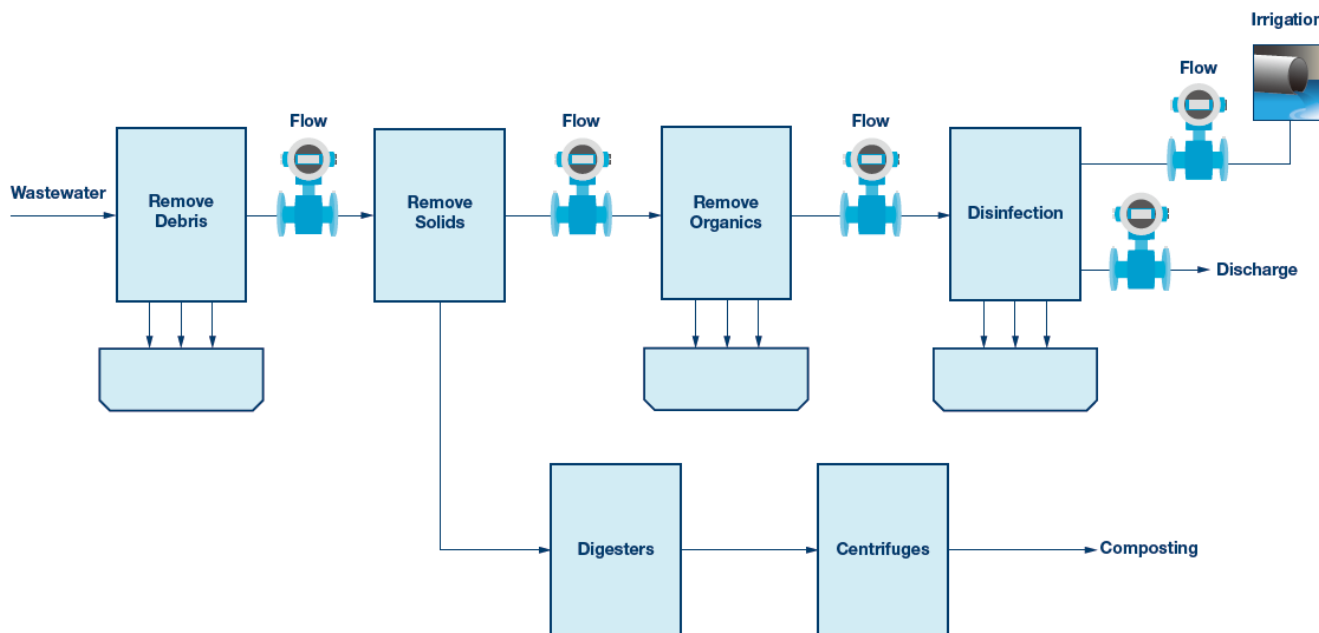 Irrigation
Flow
Flow
Flow
Flow
Wastewater
Remove
Debris
Remove
Solids
Remove
Organics
Disinfection
Discharge
Digesters
Centrifuges
Composting